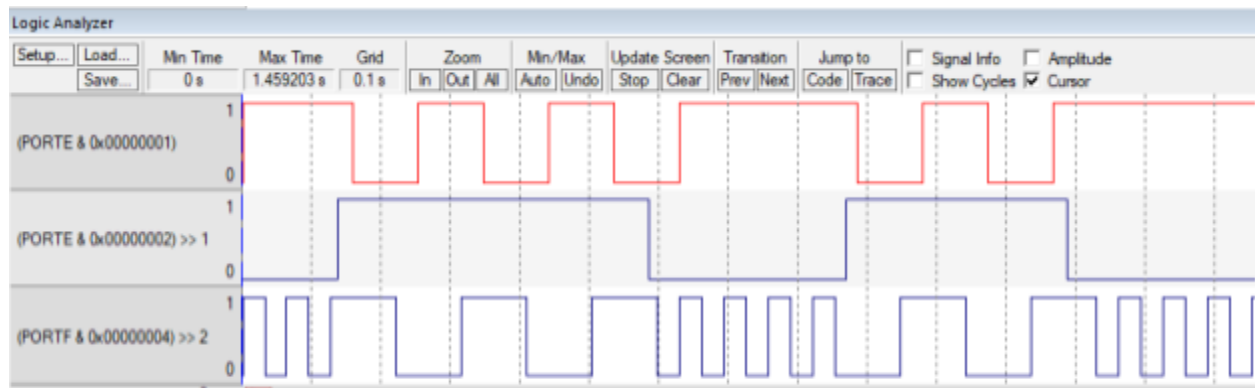 Logic Analyzer
Setup... Load... Min Time Max Time Grid Zoom Min/Max Update Screen Transition Jump to Signal Info Amplitude
Save... 0 s 1.459203 s 0.1 s In Out All Auto Undo Stop Clear Prev Next Code Trace Show Cycles Cursor
1
(PORTE & 0x00000001)
0
1
(PORTE & 0x00000002) >> 1
0
1
(PORTF & 0x00000004) >> 2
0